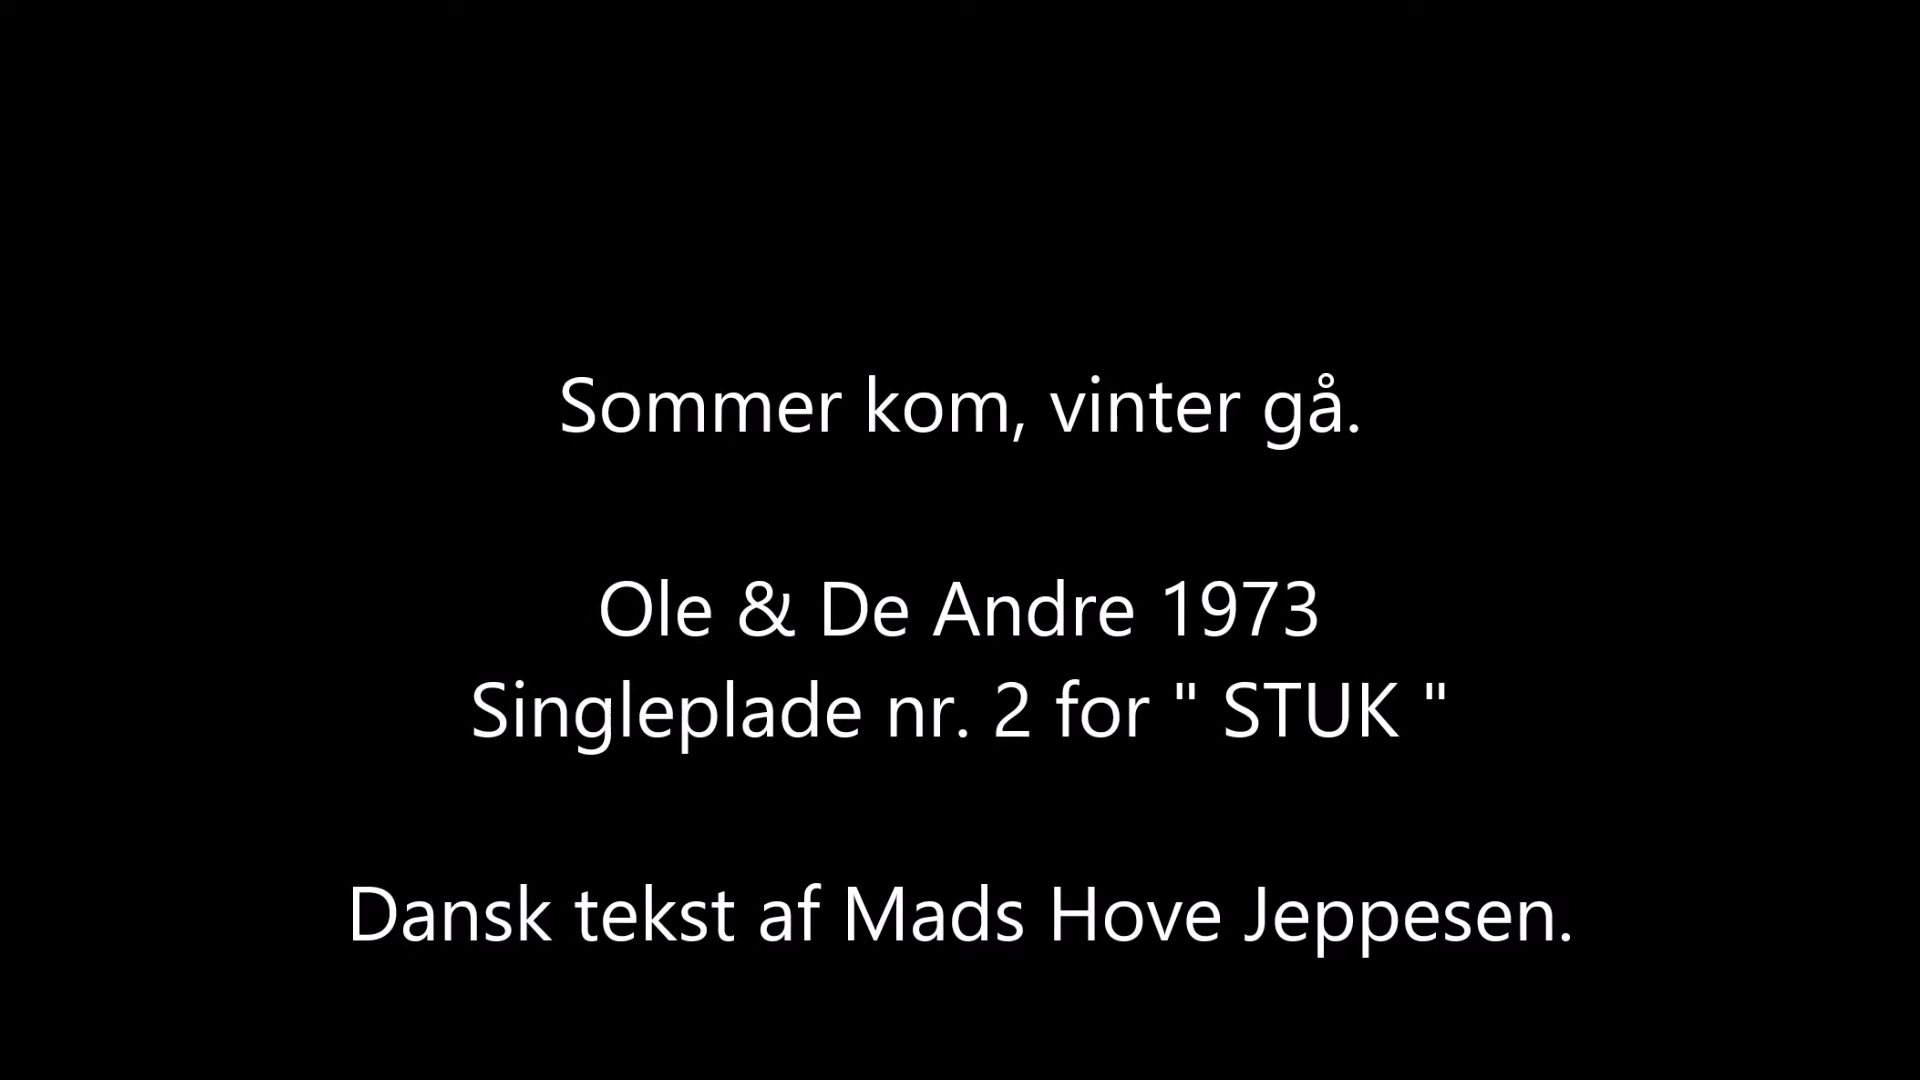 Sommer kom, vinter gå.
Ole & De Andre 1973
Singleplade nr. 2 for " STUK "
Dansk tekst af Mads Hove Jeppesen.